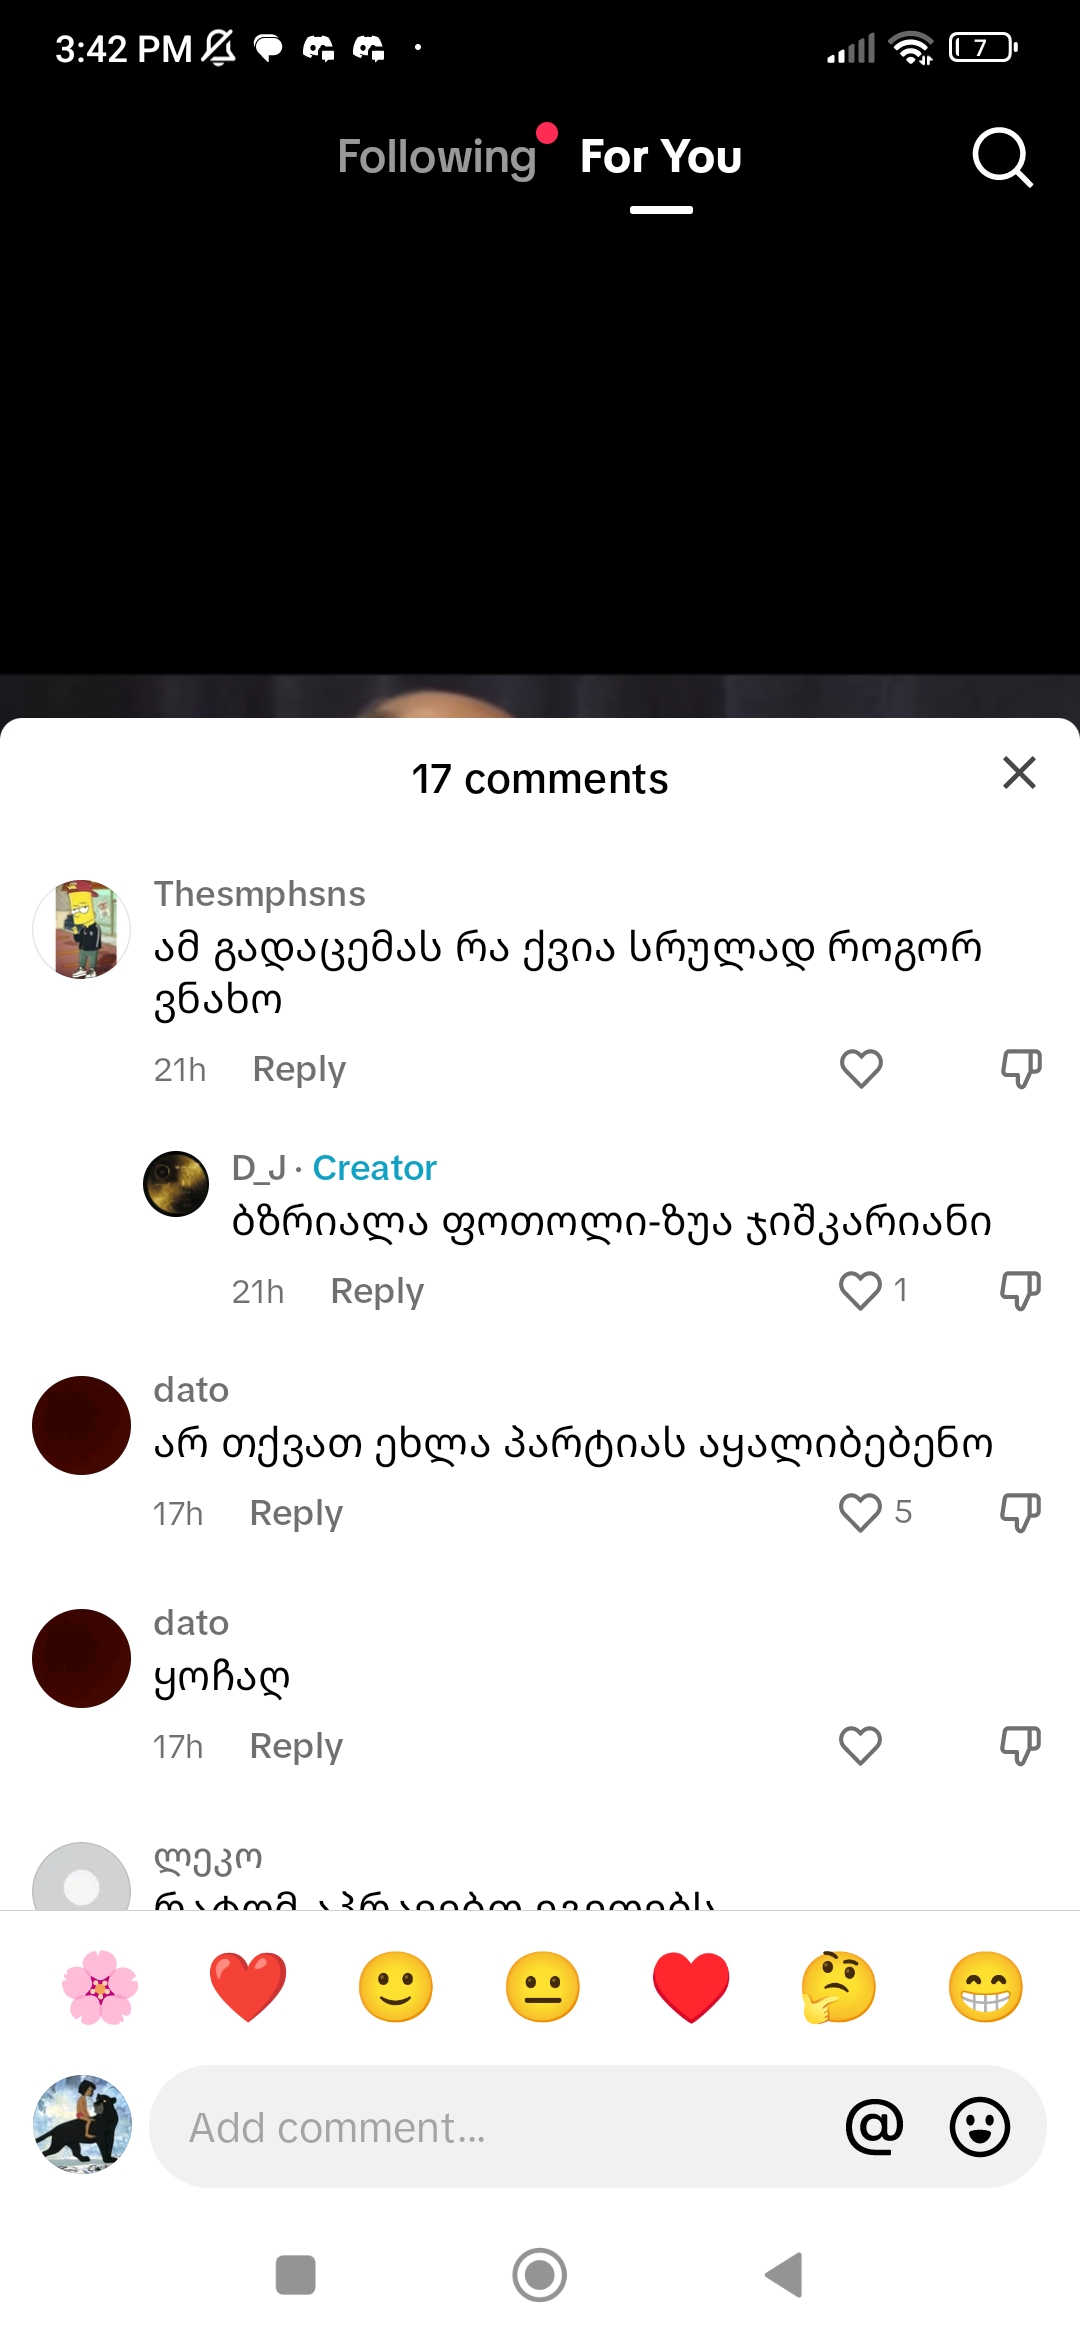 3:42 PM
7
Following For You
17 comments
Thesmphsns
ამ გადაცემას რა ქვია სრულად როგორ
ვნახო
21h Reply
D_J · Creator
ბზრიალა ფოთოლი-ზუა ჯიშკარიანი
21h Reply 1
dato
არ თქვათ ეხლა პარტიას აყალიბებენო
17h Reply 5
dato
ყოჩაღ
17h Reply
ლეკო
რატომ
Add comment...
@